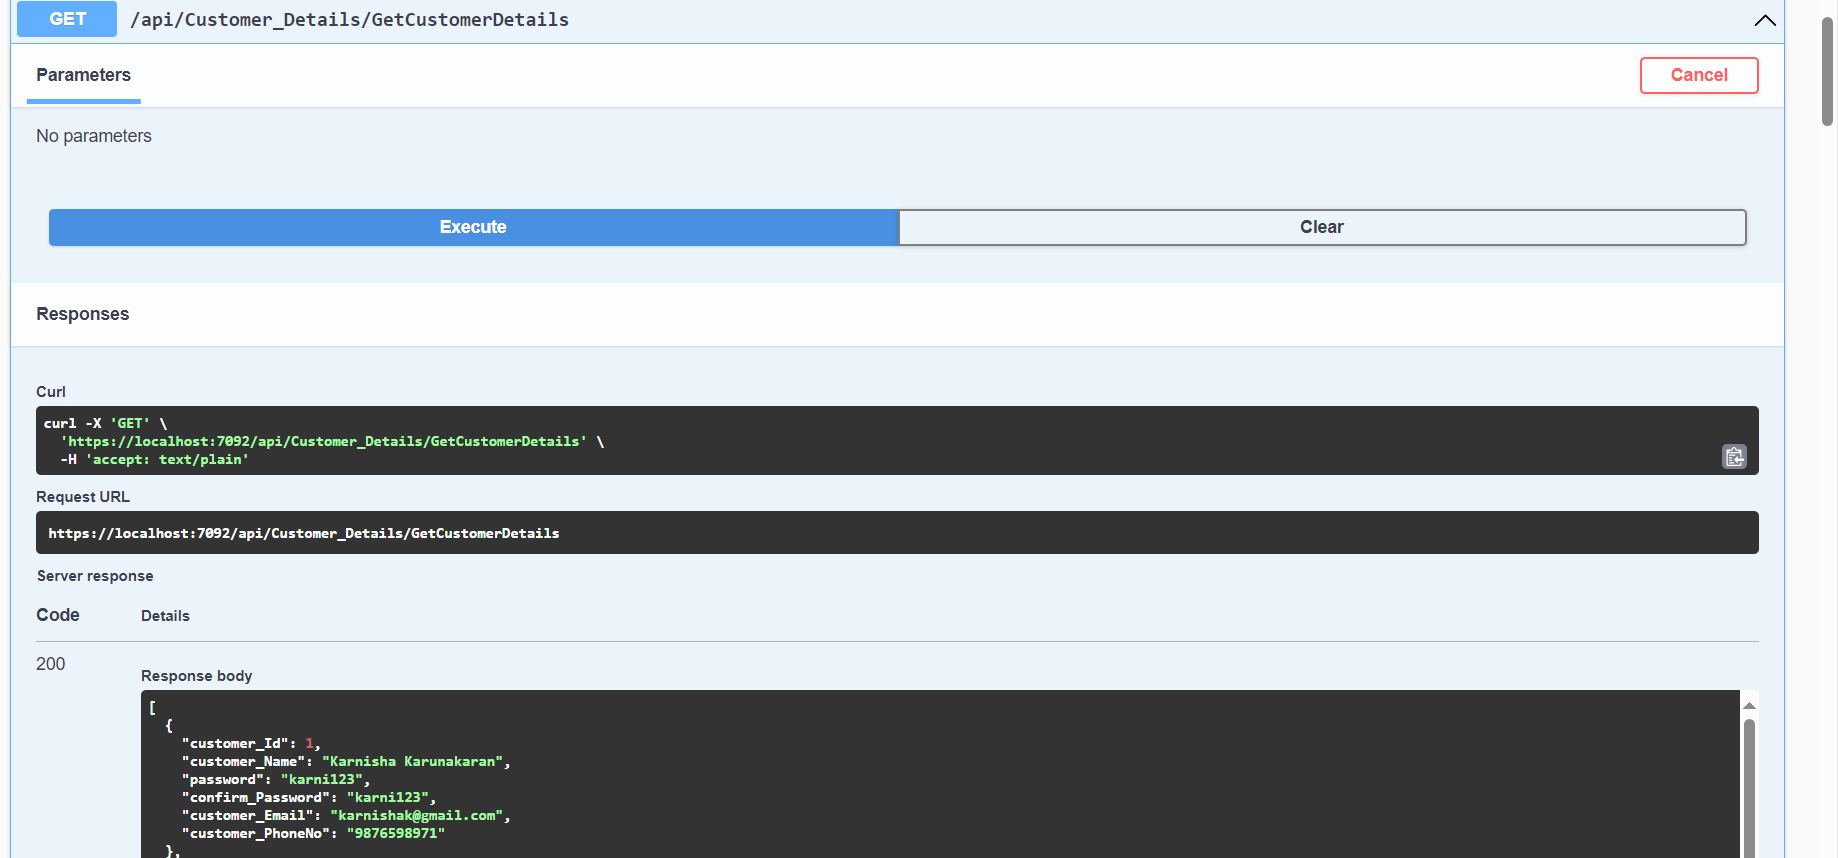 GET /api/Customer_Details/GetCustomerDetails
Parameters Cancel
No parameters
Execute Clear
Responses
Curl
curl -X 'GET' \
  'https://localhost:7092/api/Customer_Details/GetCustomerDetails' \
  -H 'accept: text/plain'
Request URL
https://localhost:7092/api/Customer_Details/GetCustomerDetails
Server response
Code Details
200
Response body
[
  {
    "customer_Id": 1,
    "customer_Name": "Karnisha Karunakaran",
    "password": "karni123",
    "confirm_Password": "karni123",
    "customer_Email": "karnishak@gmail.com",
    "customer_PhoneNo": "9876598971"
  },